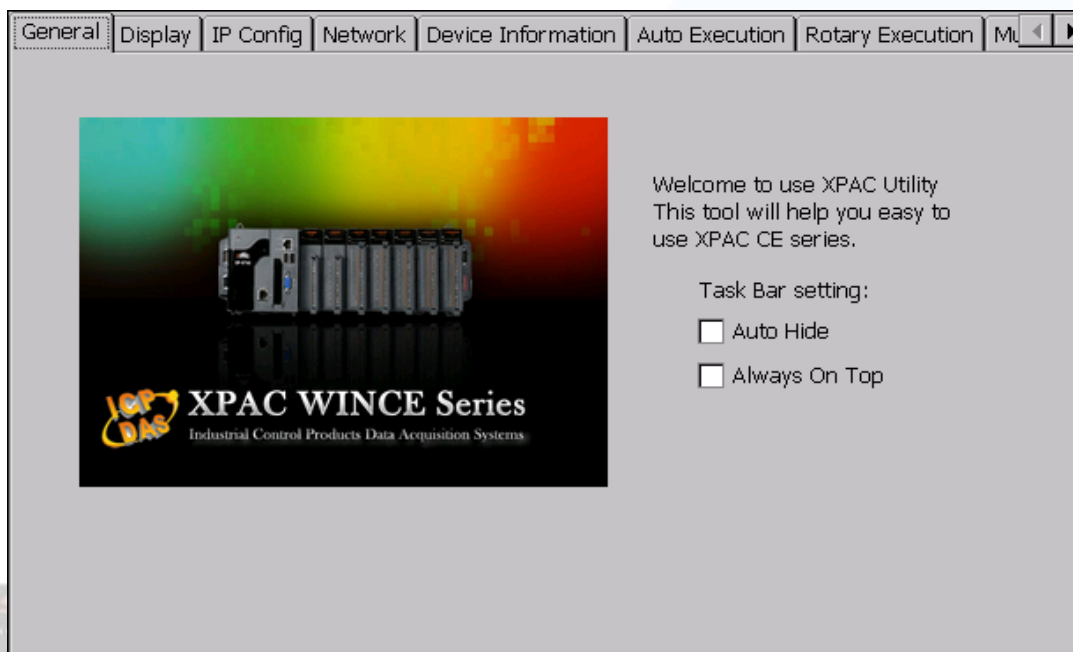 General
Display
IP Config
Network
Device Information
Auto Execution
Rotary Execution
Welcome to use XPAC Utility
This tool will help you easy to
use XPAC CE series.
Task Bar setting:
Auto Hide
Always On Top
ICP
DAS
XPAC WINCE Series
Industrial Control Products Data Acquisition Systems